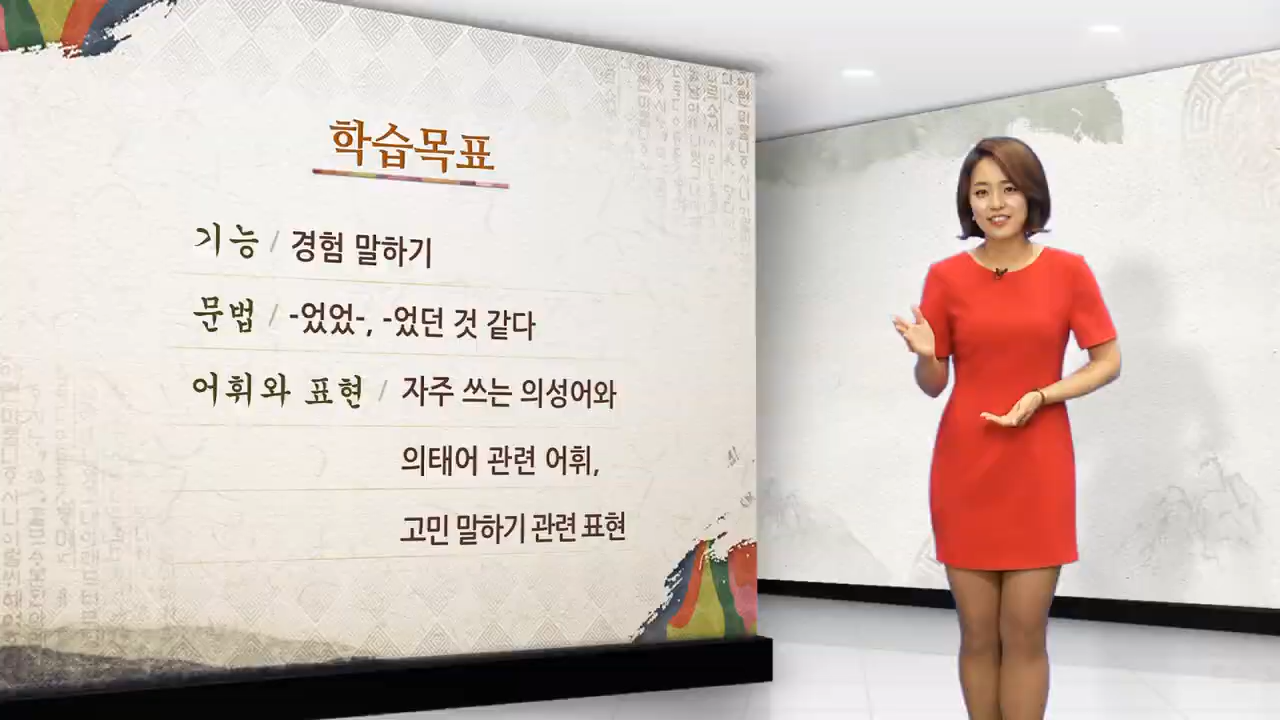 학습목표
기능 / 경험 말하기
문법 / -었었-, -었던 것 같다
어휘와 표현 / 자주 쓰는 의성어와
의태어 관련 어휘,
고민 말하기 관련 표현